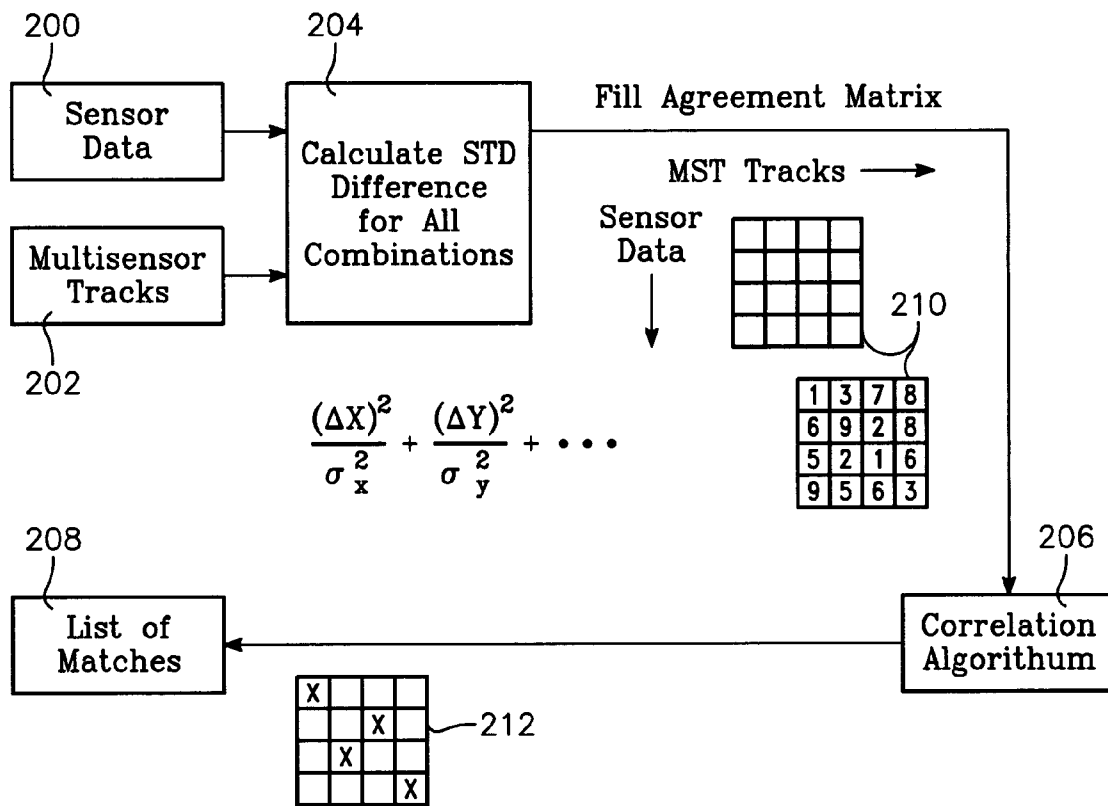 200
Sensor
Data
204
Calculate STD
Difference
for All
Combinations
Multisensor
Tracks
202
Fill Agreement Matrix
MST Tracks
Sensor
Data
210
1 3 7 8
6 9 2 8
5 2 1 6
9 5 6 3
(ΔX)² / σ²x + (ΔY)² / σ²y + • • •
208
List of
Matches
206
Correlation
Algorithum
X
X
X
X
212